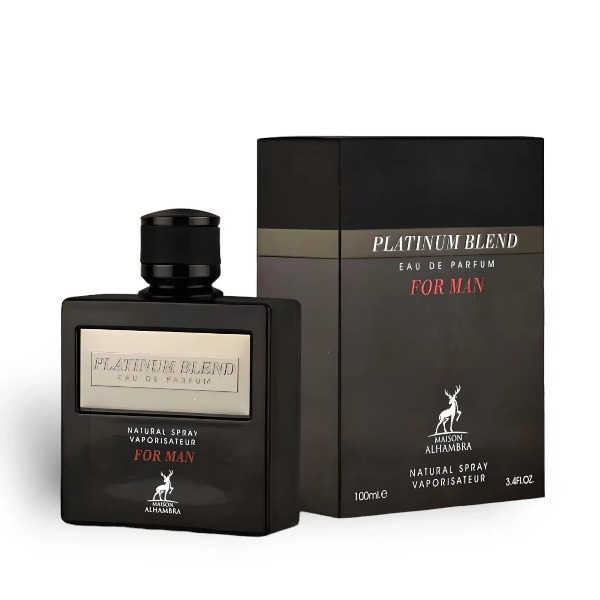 PLATINUM BLEND
EAU DE PARFUM
FOR MAN
MAISON
ALHAMBRA
NATURAL SPRAY
VAPORISATEUR
100ml.e
3.4Fl.OZ.
PLATINUM BLEND
EAU DE PARFUM
NATURAL SPRAY
VAPORISATEUR
FOR MAN
MAISON
ALHAMBRA